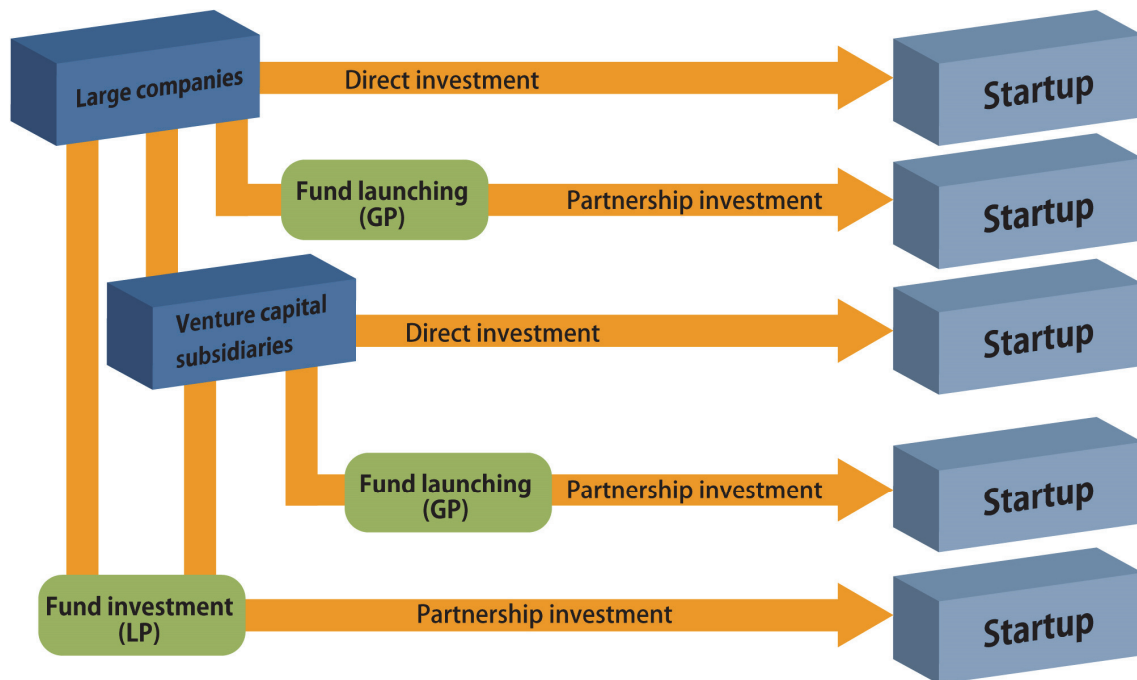 Large companies
Direct investment
Startup
Fund launching
(GP)
Partnership investment
Startup
Venture capital
subsidiaries
Direct investment
Startup
Fund launching
(GP)
Partnership investment
Startup
Fund investment
(LP)
Partnership investment
Startup